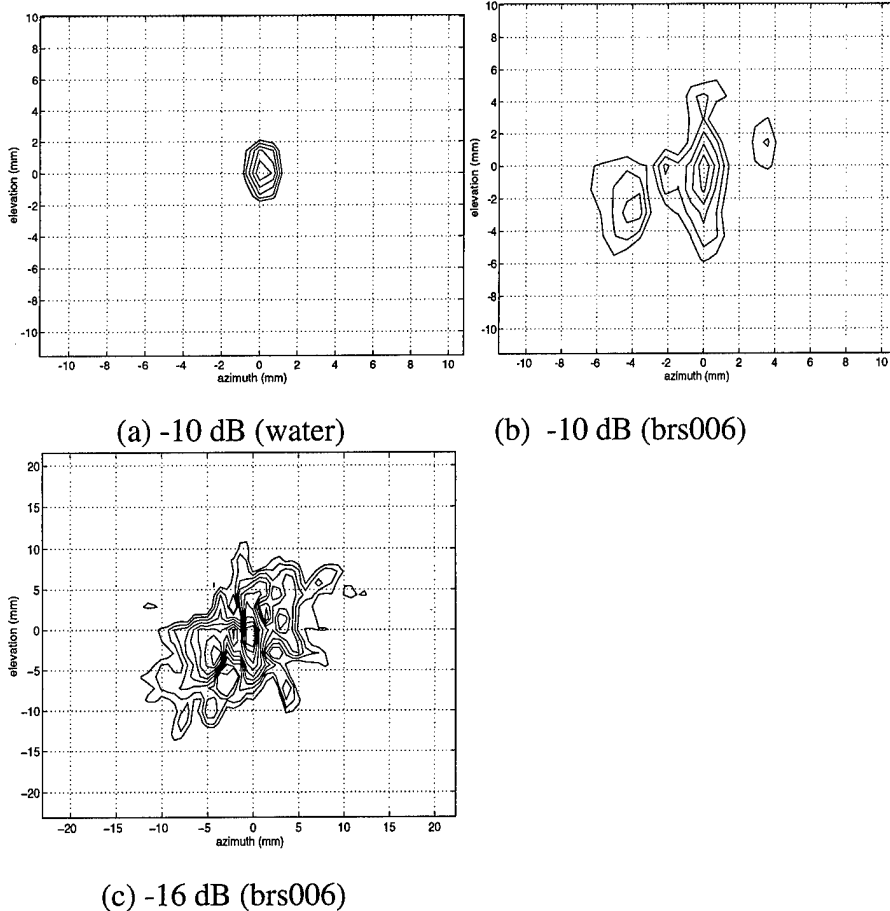 10
8
6
4
2
0
-2
-4
-6
-8
-10
elevation (mm)
-10 -8 -6 -4 -2 0 2 4 6 8 10
azimuth (mm)
(a) -10 dB (water)
10
8
6
4
2
0
-2
-4
-6
-8
-10
elevation (mm)
-10 -8 -6 -4 -2 0 2 4 6 8 10
azimuth (mm)
(b) -10 dB (brs006)
20
15
10
5
0
-5
-10
-15
-20
elevation (mm)
-20 -15 -10 -5 0 5 10 15 20
azimuth (mm)
(c) -16 dB (brs006)